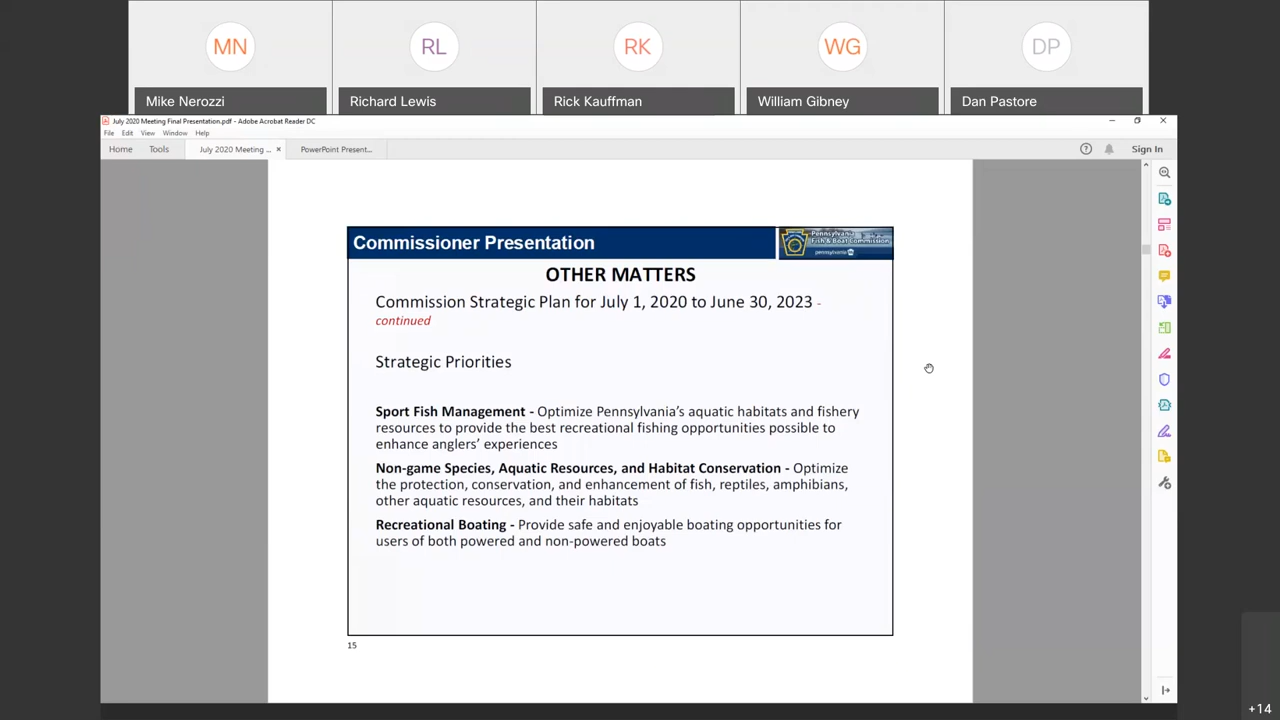 MN RL RK WG DP
Mike Nerozzi Richard Lewis Rick Kauffman William Gibney Dan Pastore
July 2020 Meeting Final Presentation.pdf - Adobe Acrobat Reader DC
File Edit View Window Help
Home Tools July 2020 Meeting ... × PowerPoint Present... Sign In
Commissioner Presentation
Pennsylvania
Fish & Boat Commission
pennsylvania
OTHER MATTERS
Commission Strategic Plan for July 1, 2020 to June 30, 2023 -
continued
Strategic Priorities
Sport Fish Management - Optimize Pennsylvania's aquatic habitats and fishery
resources to provide the best recreational fishing opportunities possible to
enhance anglers' experiences
Non-game Species, Aquatic Resources, and Habitat Conservation - Optimize
the protection, conservation, and enhancement of fish, reptiles, amphibians,
other aquatic resources, and their habitats
Recreational Boating - Provide safe and enjoyable boating opportunities for
users of both powered and non-powered boats
15
+14